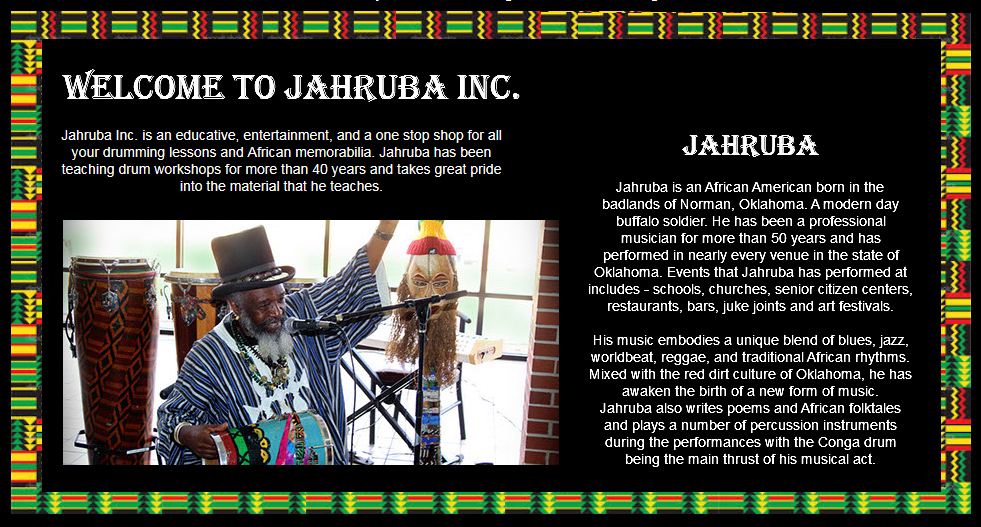 WELCOME TO JAHRUBA INC.
Jahruba Inc. is an educative, entertainment, and a one stop shop for all
your drumming lessons and African memorabilia. Jahruba has been
teaching drum workshops for more than 40 years and takes great pride
into the material that he teaches.
JAHRUBA
Jahruba is an African American born in the
badlands of Norman, Oklahoma. A modern day
buffalo soldier. He has been a professional
musician for more than 50 years and has
performed in nearly every venue in the state of
Oklahoma. Events that Jahruba has performed at
includes - schools, churches, senior citizen centers,
restaurants, bars, juke joints and art festivals.
His music embodies a unique blend of blues, jazz,
worldbeat, reggae, and traditional African rhythms.
Mixed with the red dirt culture of Oklahoma, he has
awaken the birth of a new form of music.
Jahruba also writes poems and African folktales
and plays a number of percussion instruments
during the performances with the Conga drum
being the main thrust of his musical act.